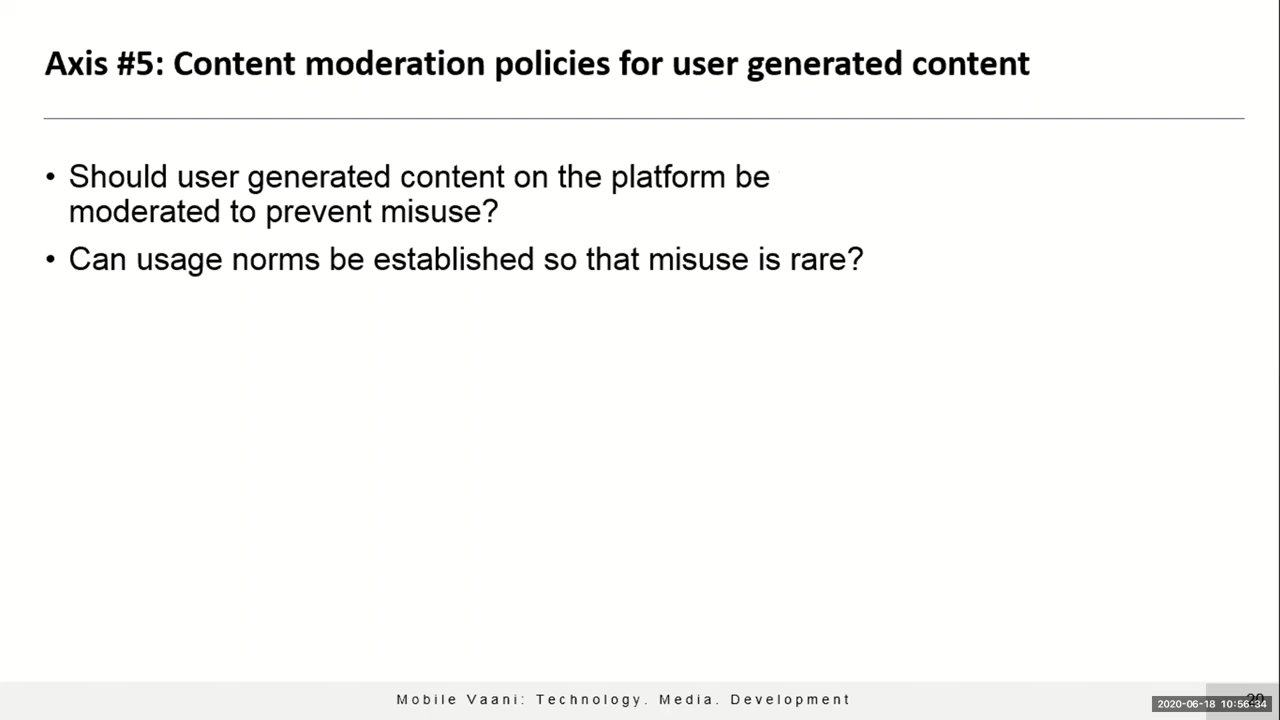 Axis #5: Content moderation policies for user generated content
• Should user generated content on the platform be
moderated to prevent misuse?
• Can usage norms be established so that misuse is rare?
Mobile Vaani: Technology. Media. Development
2020-06-18 10:56:34